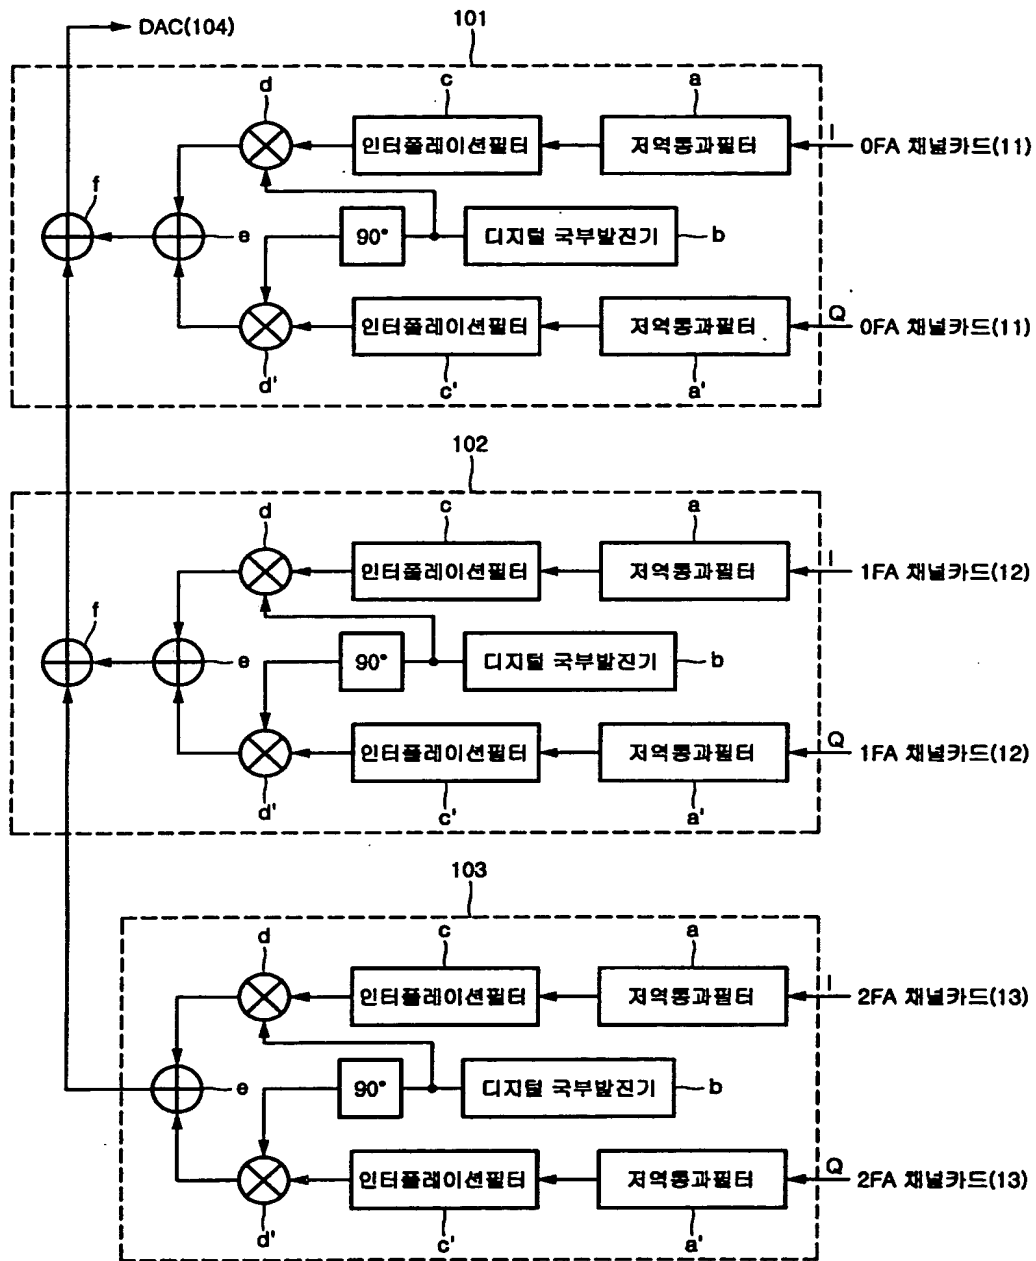 DAC(104)
101
d
c
a
인터폴레이션필터
저역통과필터
I
0FA 채널카드(11)
f
e
90°
디지털 국부발진기
b
인터폴레이션필터
저역통과필터
Q
0FA 채널카드(11)
d'
c'
a'
102
d
c
a
인터폴레이션필터
저역통과필터
I
1FA 채널카드(12)
f
e
90°
디지털 국부발진기
b
인터폴레이션필터
저역통과필터
Q
1FA 채널카드(12)
d'
c'
a'
103
d
c
a
인터폴레이션필터
저역통과필터
I
2FA 채널카드(13)
e
90°
디지털 국부발진기
b
인터폴레이션필터
저역통과필터
Q
2FA 채널카드(13)
d'
c'
a'